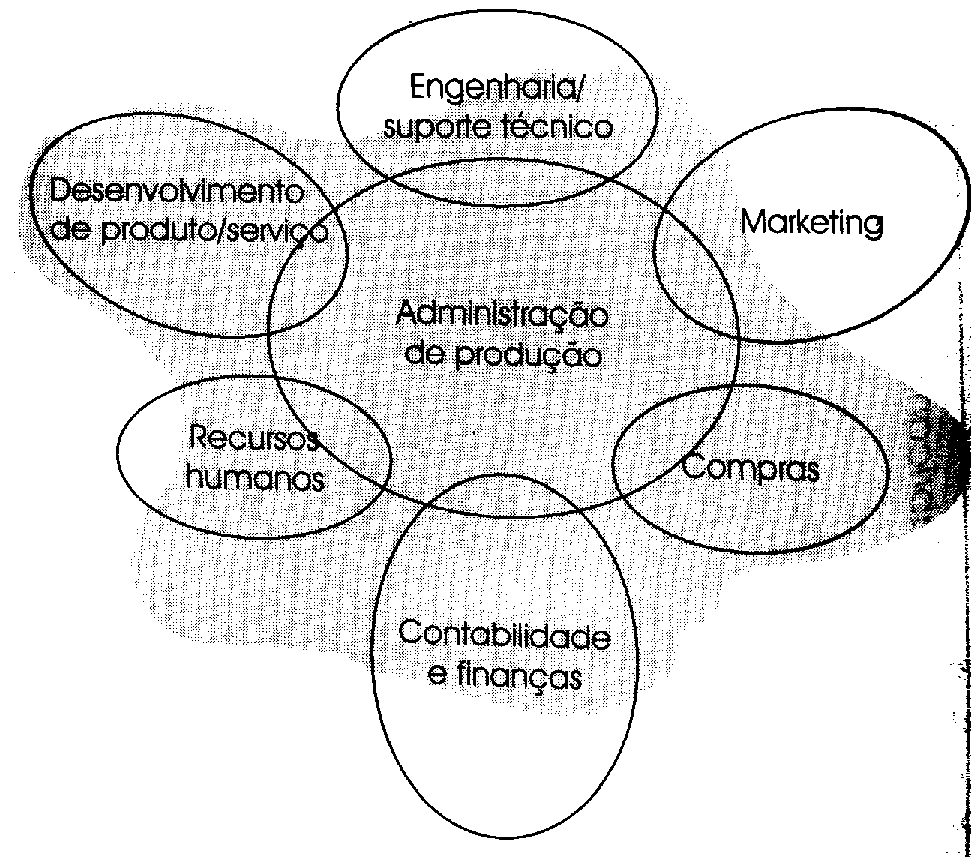 Engenharia/
suporte técnico
Desenvolvimento
de produto/serviço
Marketing
Administração
de produção
Recursos
humanos
Compras
Contabilidade
e finanças